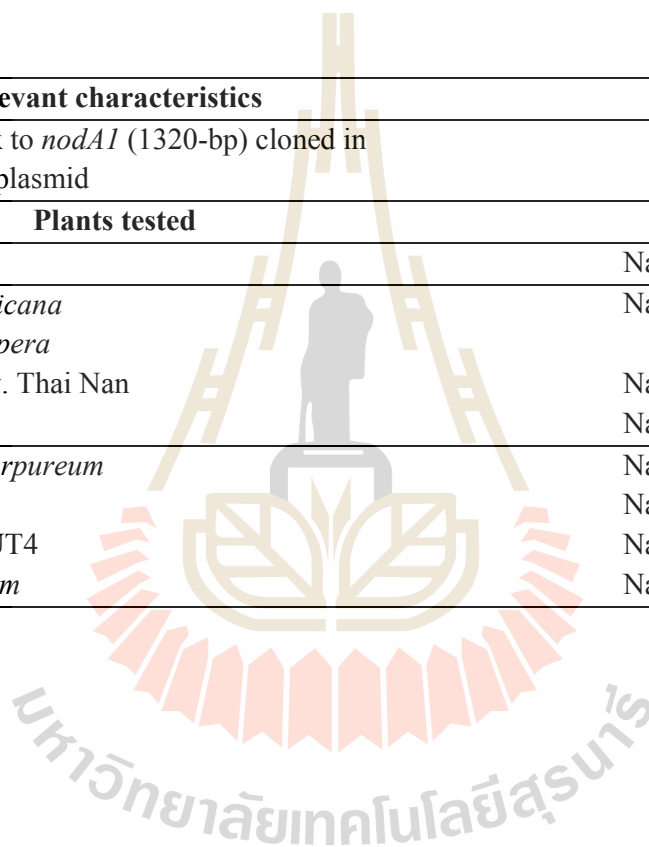 evant characteristics
to nodA1 (1320-bp) cloned in
plasmid
Plants tested
Na
icana Na
pera
. Thai Nan Na
Na
rpureum Na
Na
JT4 Na
m Na
มหาวิทยาลัยเทคโนโลยีสุรนารี